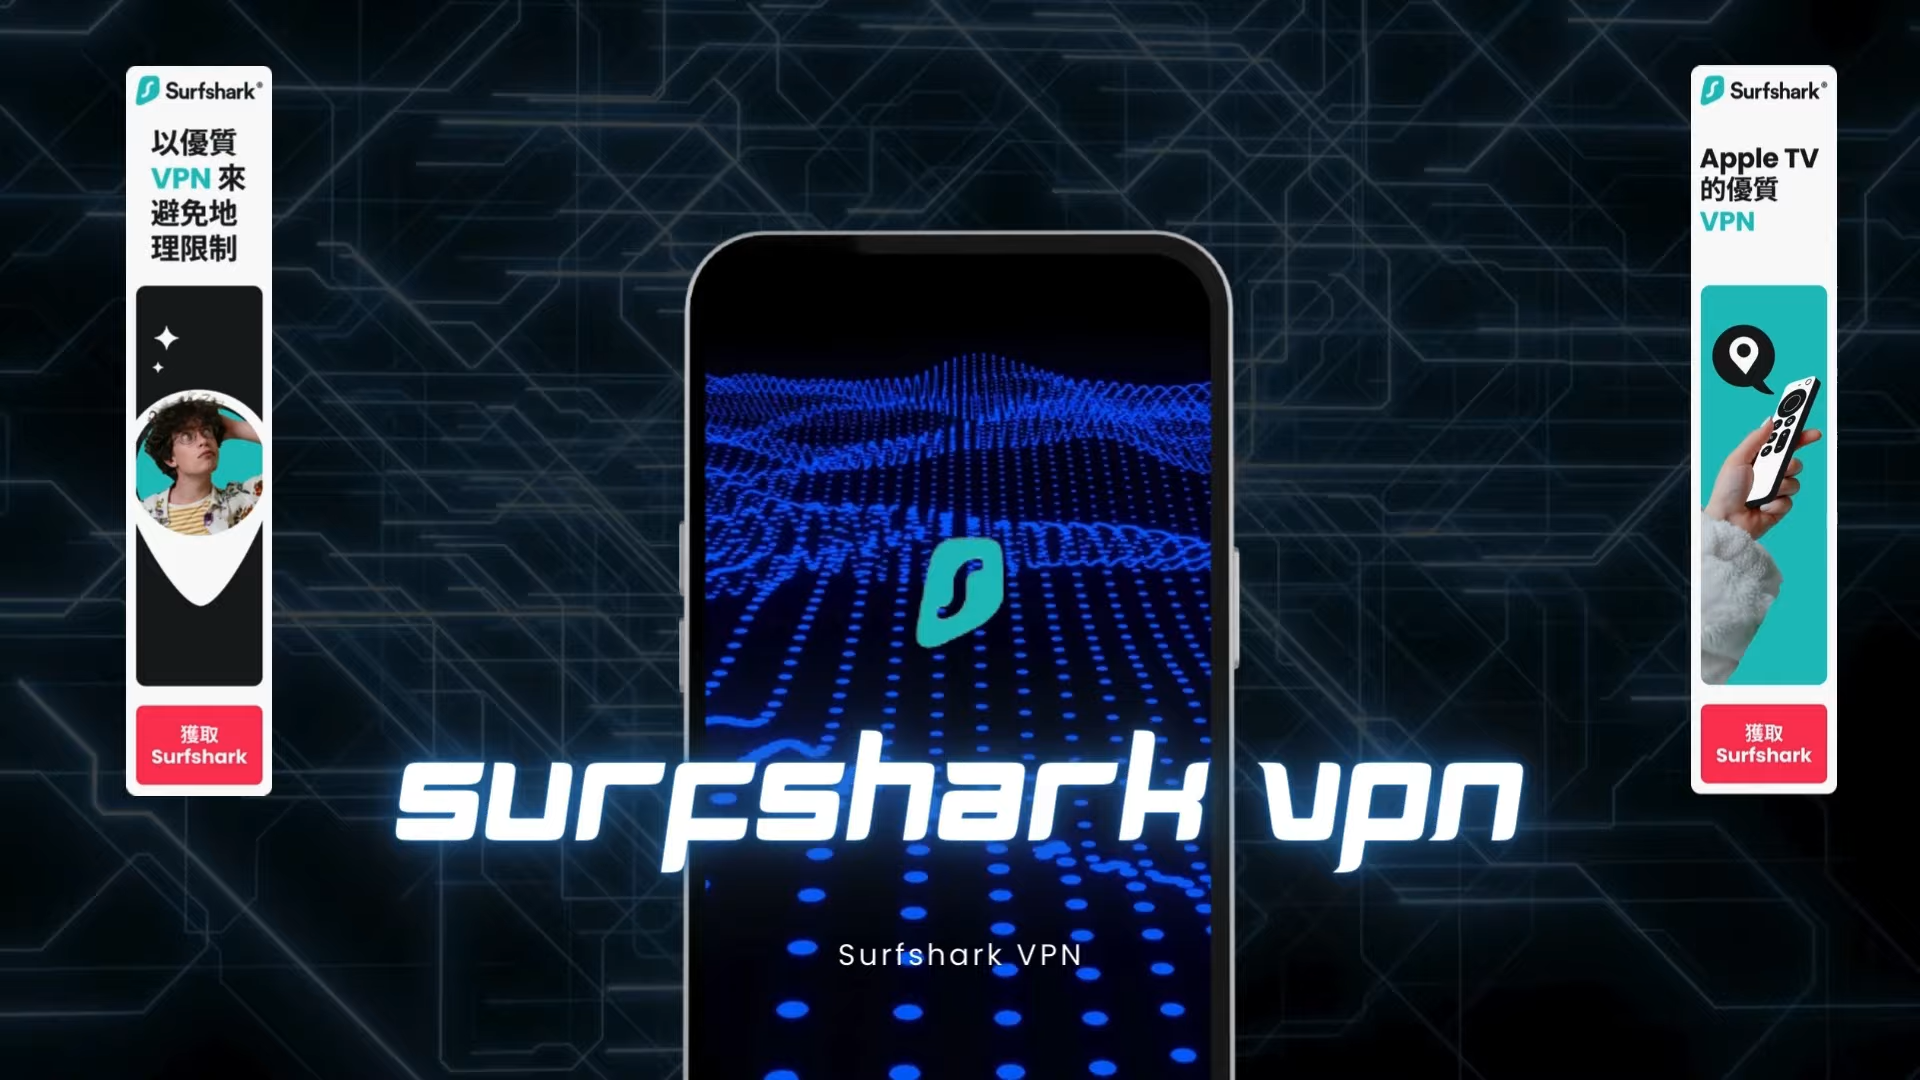 Surfshark®
以優質
VPN 來
避免地
理限制
獲取
Surfshark
surfshark vpn
Surfshark VPN
Surfshark®
Apple TV
的優質
VPN
獲取
Surfshark